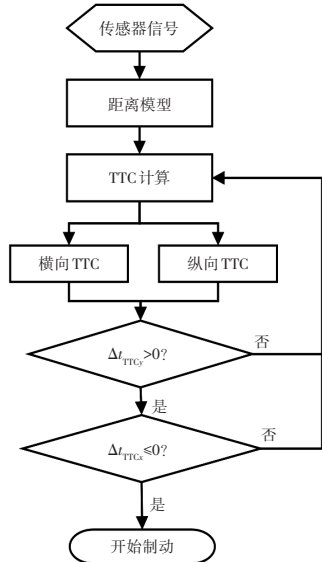 传感器信号
距离模型
TTC计算
横向TTC
纵向TTC
Δt_TTCy>0?
否
是
Δt_TTCx≤0?
否
是
开始制动